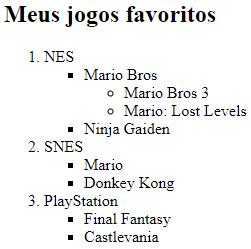 Meus jogos favoritos
1. NES
▪ Mario Bros
○ Mario Bros 3
○ Mario: Lost Levels
▪ Ninja Gaiden
2. SNES
▪ Mario
▪ Donkey Kong
3. PlayStation
▪ Final Fantasy
▪ Castlevania